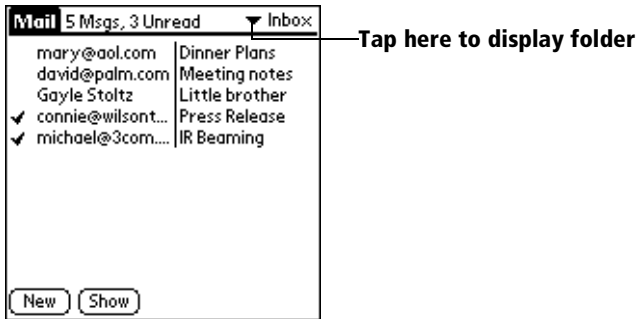 Mail 5 Msgs, 3 Unread Inbox
Tap here to display folder
mary@aol.com Dinner Plans
david@palm.com Meeting notes
Gayle Stoltz Little brother
connie@wilsont... Press Release
michael@3com.... IR Beaming
New Show